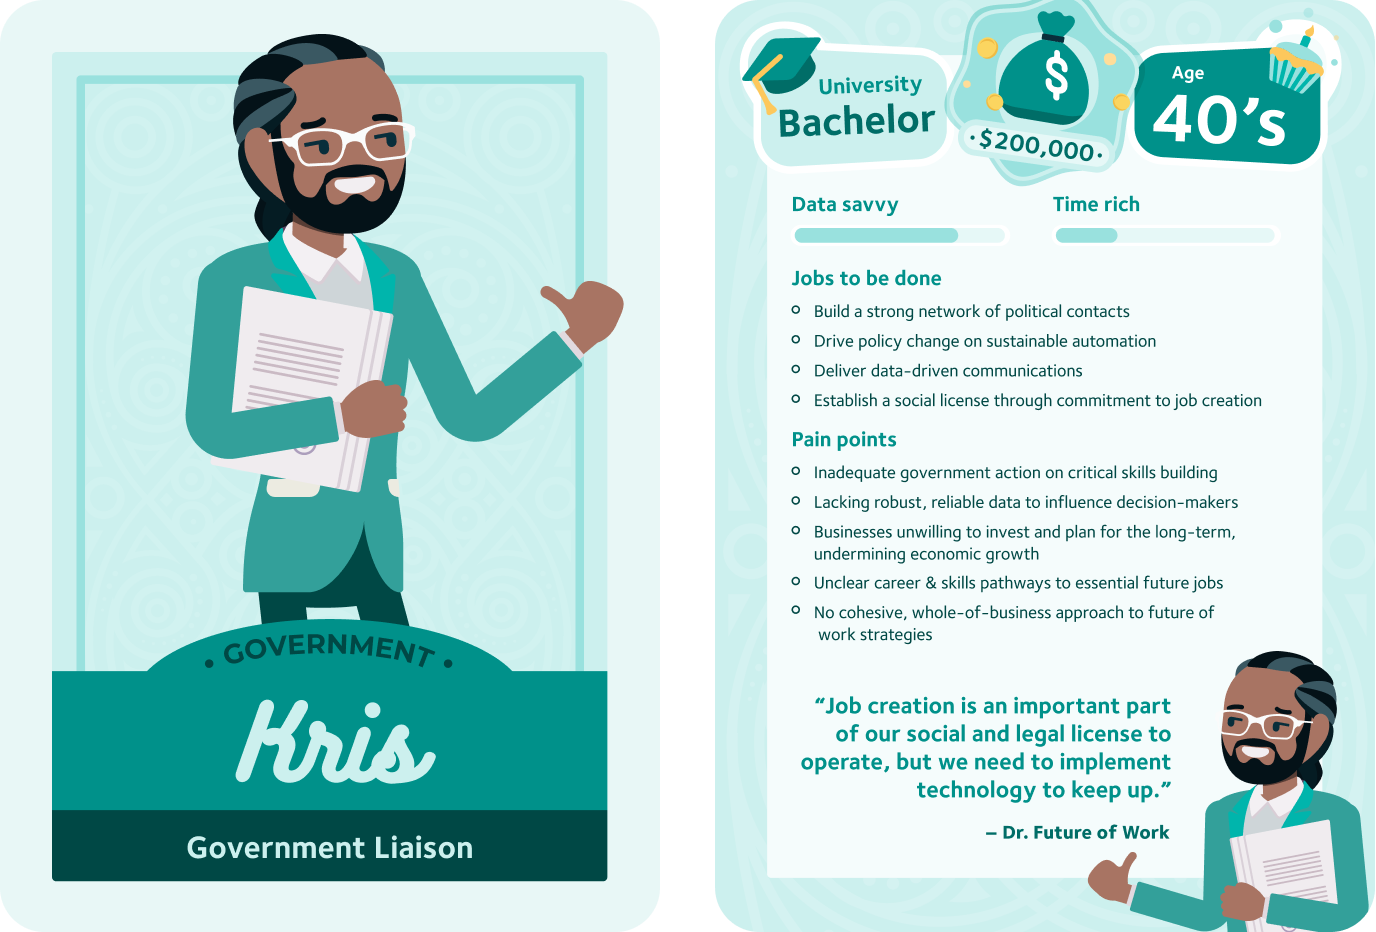 • GOVERNMENT •
Kris
Government Liaison
University
Bachelor
$
•$200,000•
Age
40's
Data savvy
Time rich
Jobs to be done
Build a strong network of political contacts
Drive policy change on sustainable automation
Deliver data-driven communications
Establish a social license through commitment to job creation
Pain points
Inadequate government action on critical skills building
Lacking robust, reliable data to influence decision-makers
Businesses unwilling to invest and plan for the long-term,
undermining economic growth
Unclear career & skills pathways to essential future jobs
No cohesive, whole-of-business approach to future of
work strategies
“Job creation is an important part
of our social and legal license to
operate, but we need to implement
technology to keep up.”
– Dr. Future of Work